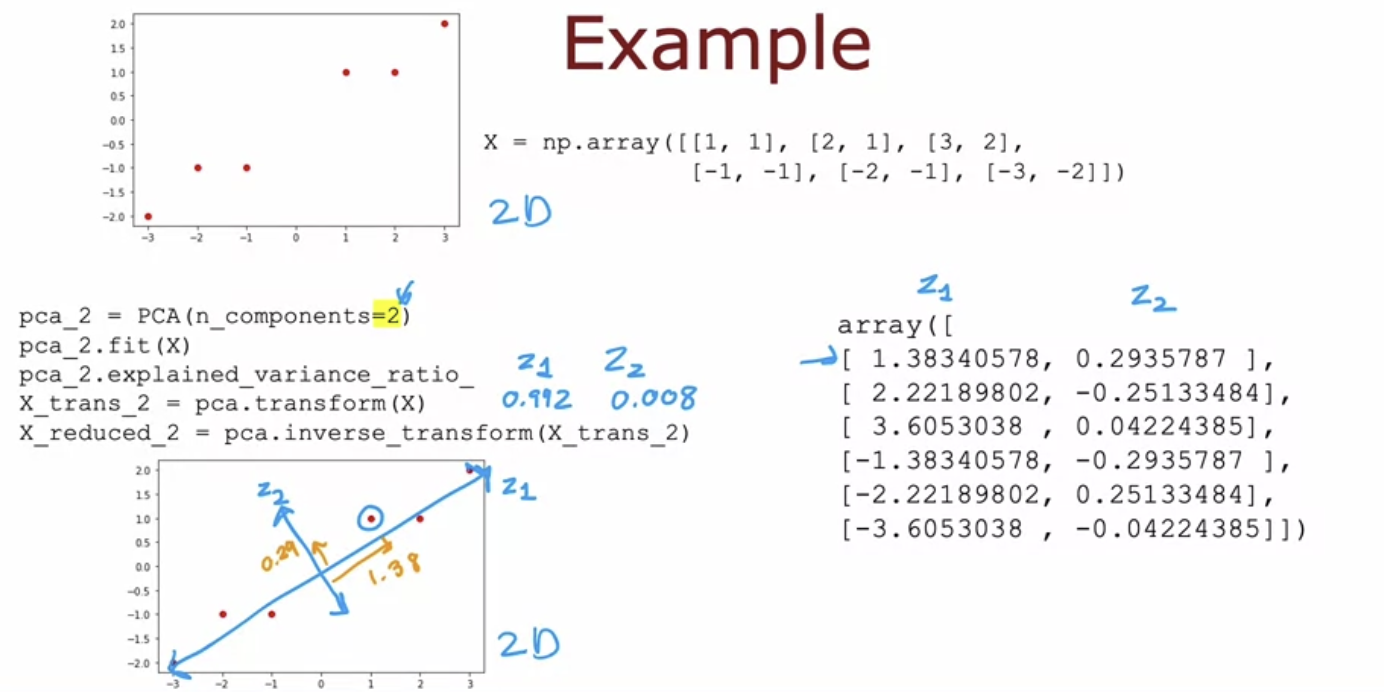 Example
2.0
1.5
1.0
0.5
0.0
−0.5
−1.0
−1.5
−2.0
−3 −2 −1 0 1 2 3
X = np.array([[1, 1], [2, 1], [3, 2],
[-1, -1], [-2, -1], [-3, -2]])
2D
pca_2 = PCA(n_components=2)
pca_2.fit(X)
pca_2.explained_variance_ratio_
X_trans_2 = pca.transform(X)
X_reduced_2 = pca.inverse_transform(X_trans_2)
z1 z2
0.992 0.008
z1 z2
array([
[ 1.38340578, 0.2935787 ],
[ 2.22189802, -0.25133484],
[ 3.6053038 , 0.04224385],
[-1.38340578, -0.2935787 ],
[-2.22189802, 0.25133484],
[-3.6053038 , -0.04224385]])
2.0
1.5
1.0
0.5
0.0
−0.5
−1.0
−1.5
−2.0
−3 −2 −1 0 1 2 3
z2
z1
0.29
1.38
2D